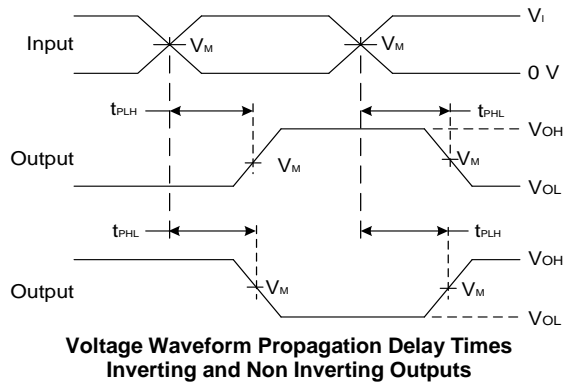 VI
Input
VM
VM
0 V
tPLH
tPHL
VOH
Output
VM
VM
VOL
tPHL
tPLH
VOH
Output
VM
VM
VOL
Voltage Waveform Propagation Delay Times
Inverting and Non Inverting Outputs